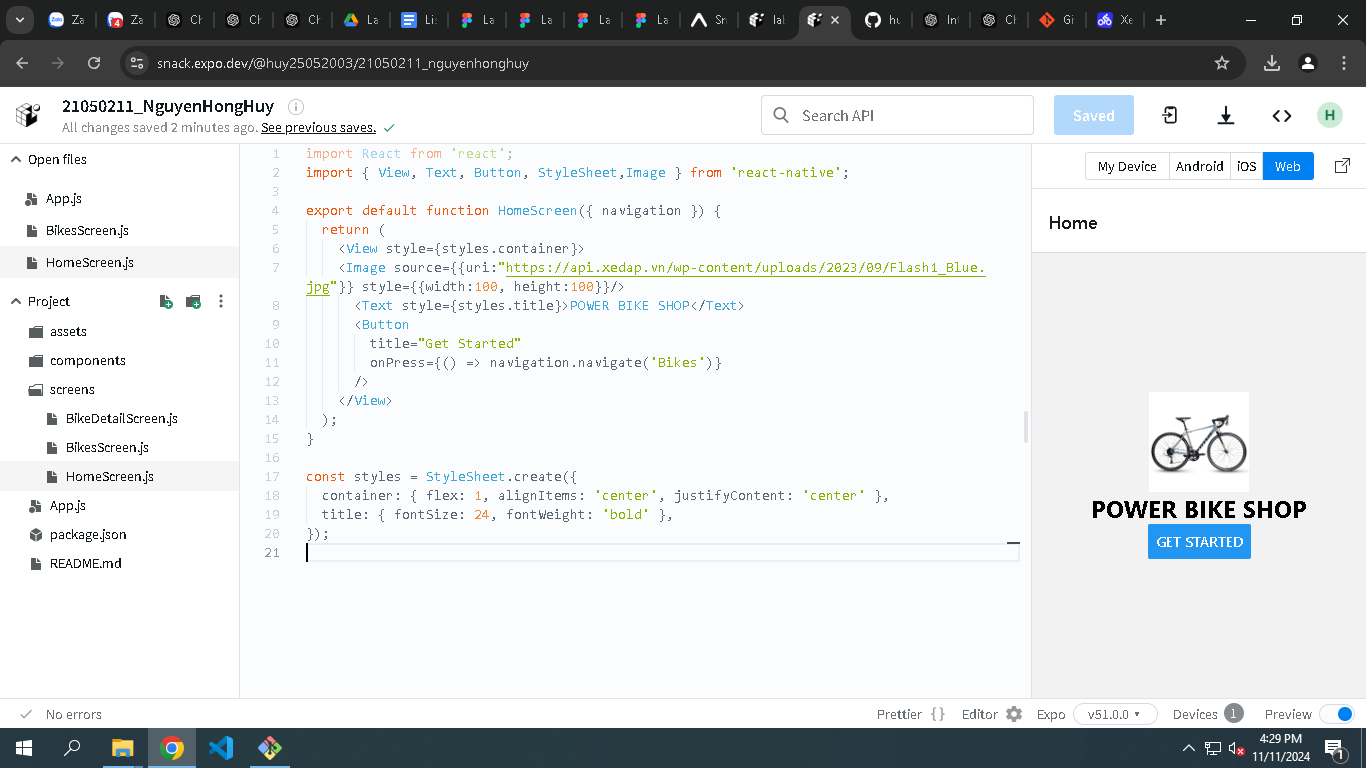 Za
Za
Ch
Ch
Ch
La
Lis
La
La
La
La
Sn
lal
hu
Int
Ch
Gi
Xe
snack.expo.dev/@huy25052003/21050211_nguyenhonghuy
21050211_NguyenHongHuy
All changes saved 2 minutes ago. See previous saves.
Search API
Saved
H
Open files
App.js
BikesScreen.js
HomeScreen.js
Project
assets
components
screens
BikeDetailScreen.js
BikesScreen.js
HomeScreen.js
App.js
package.json
README.md
1 import React from 'react';
2 import { View, Text, Button, StyleSheet,Image } from 'react-native';
3
4 export default function HomeScreen({ navigation }) {
5 return (
6 <View style={styles.container}>
7 <Image source={{uri:"https://api.xedap.vn/wp-content/uploads/2023/09/Flash1_Blue.
jpg"}} style={{width:100, height:100}}/>
8 <Text style={styles.title}>POWER BIKE SHOP</Text>
9 <Button
10 title="Get Started"
11 onPress={() => navigation.navigate('Bikes')}
12 />
13 </View>
14 );
15 }
16
17 const styles = StyleSheet.create({
18 container: { flex: 1, alignItems: 'center', justifyContent: 'center' },
19 title: { fontSize: 24, fontWeight: 'bold' },
20 });
21
My Device
Android
iOS
Web
Home
POWER BIKE SHOP
GET STARTED
No errors
Prettier { }
Editor
Expo
v51.0.0
Devices 1
Preview
4:29 PM
11/11/2024
1